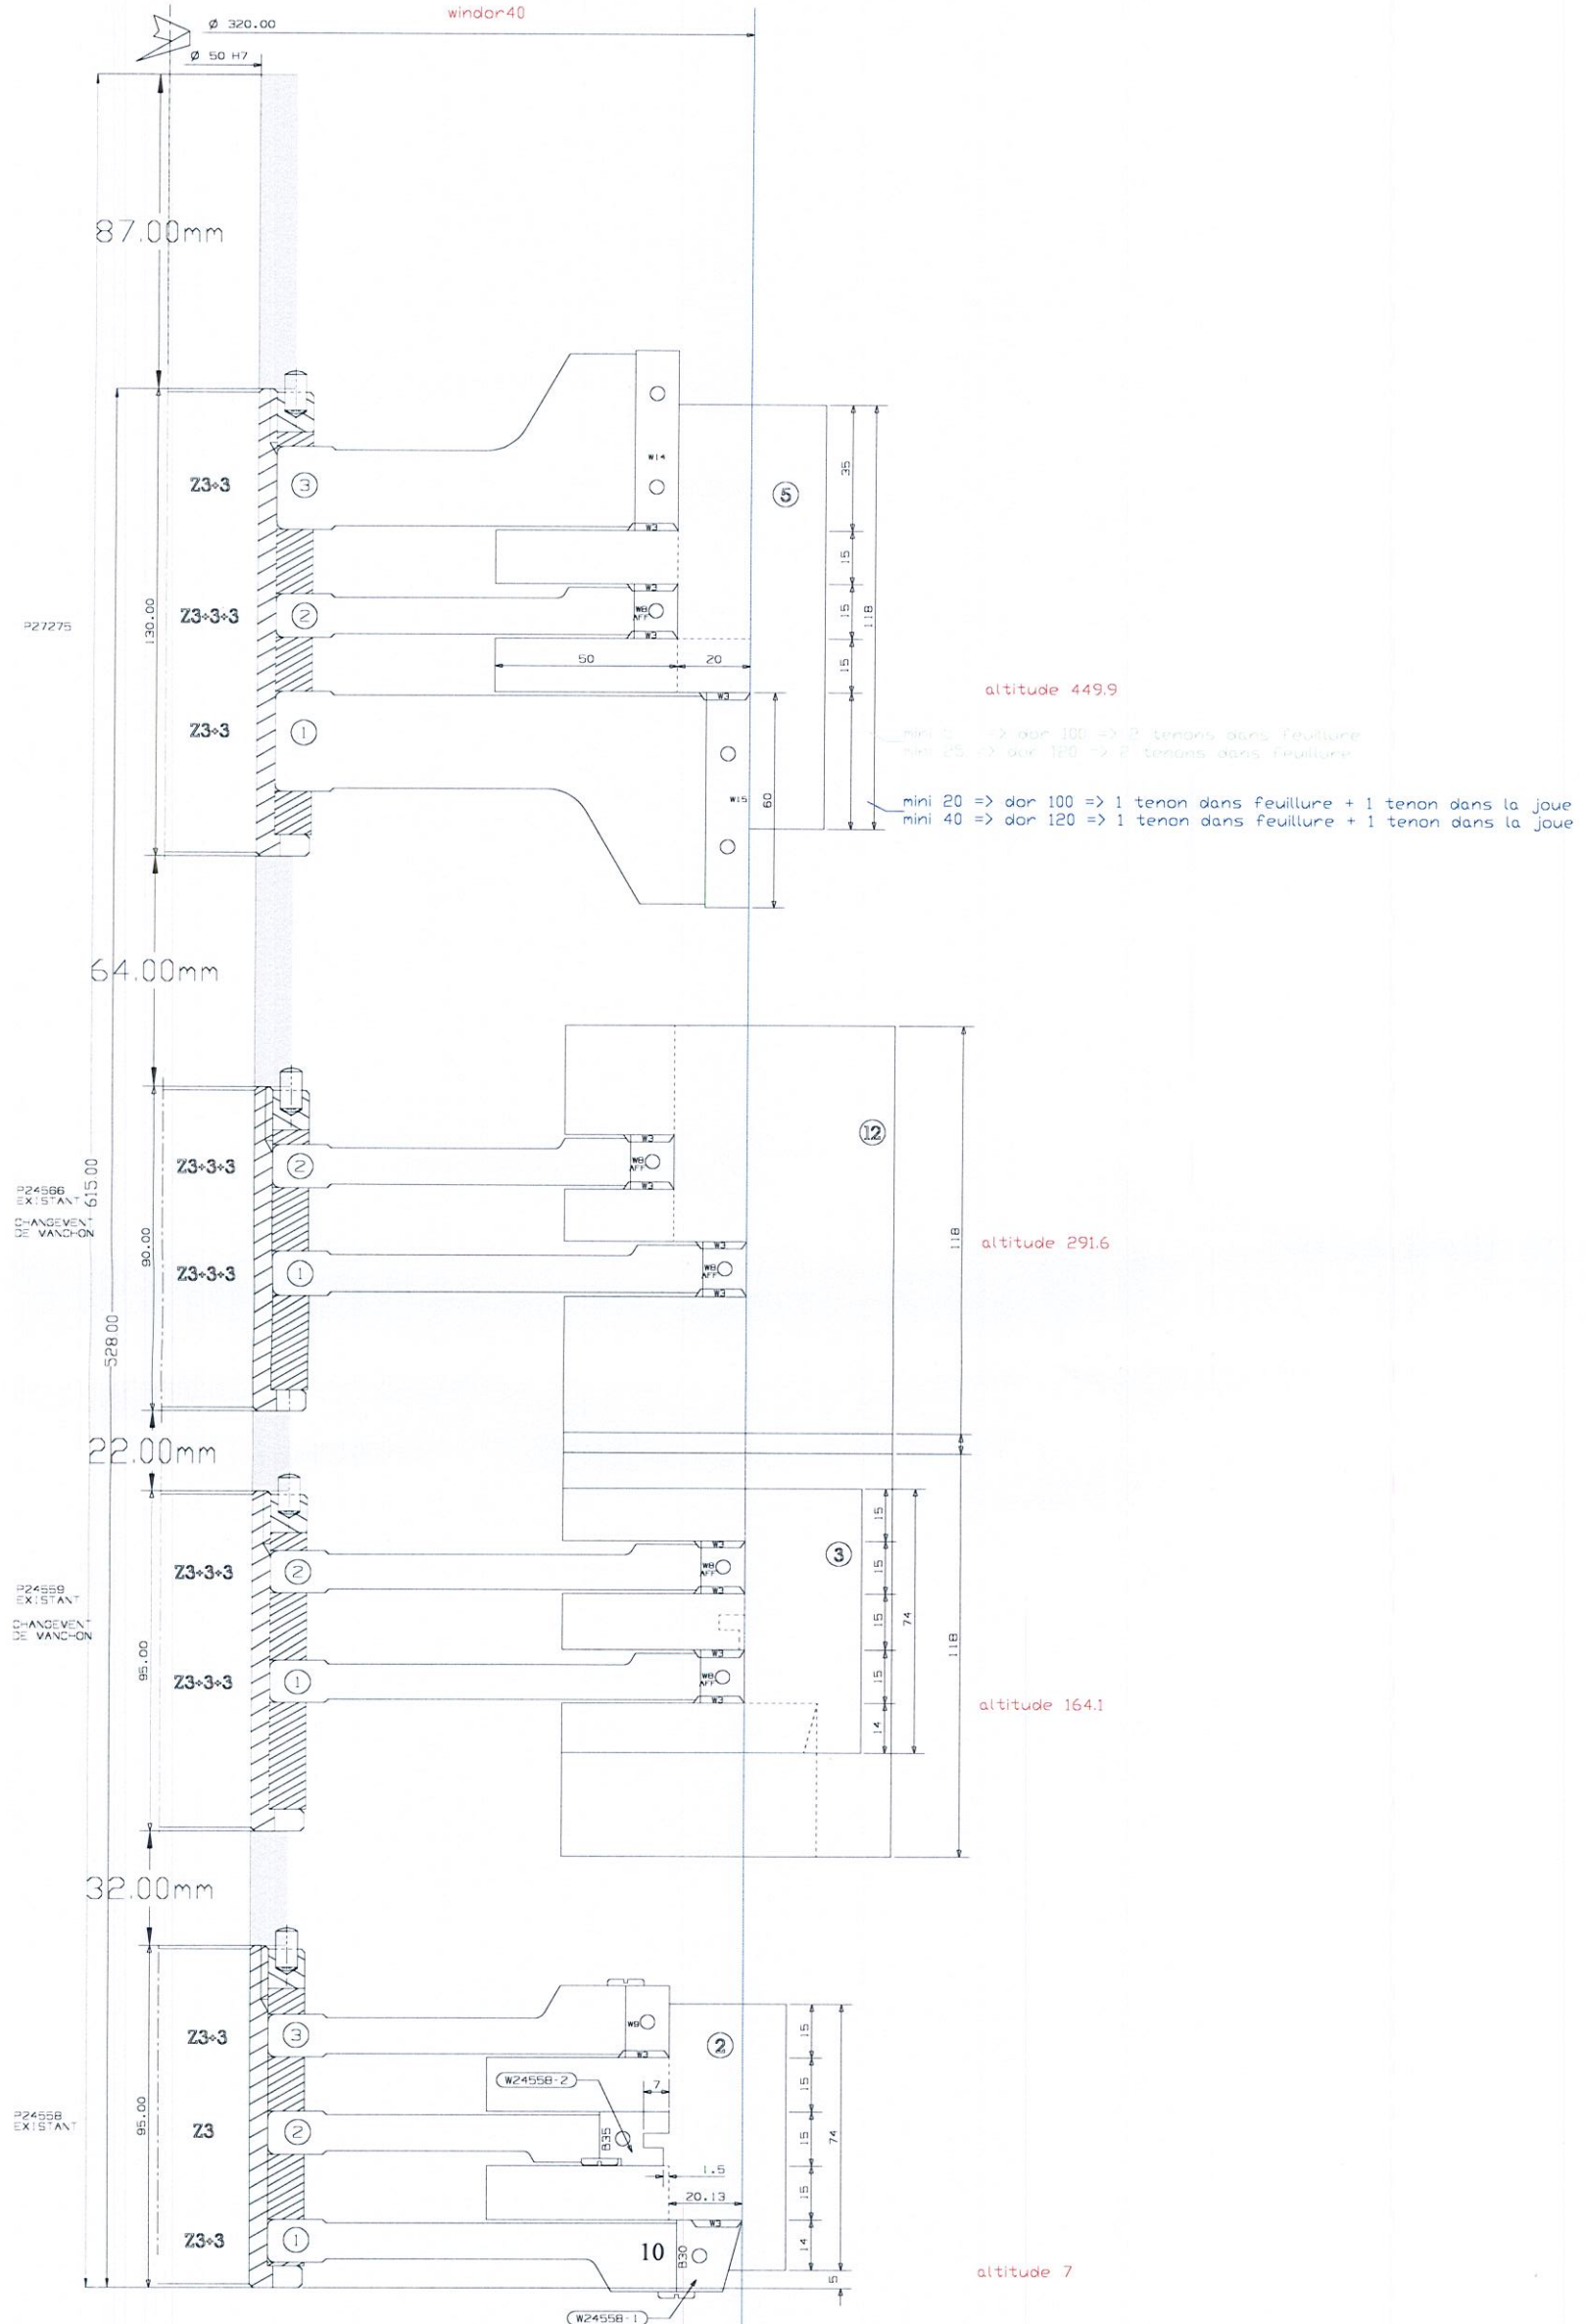 windor40
Ø 320.00
Ø 50 H7
87.00mm
W14
35
Z3+3
3
5
W3
15
W3
P27275
130.00
Z3+3+3
2
W8
AFF
15
118
W3
50
20
15
altitude 449.9
W3
Z3+3
1
mini 20 => dor 100 => 1 tenon dans feuillure + 1 tenon dans la joue
mini 40 => dor 120 => 1 tenon dans feuillure + 1 tenon dans la joue
W15
60
64.00mm
12
W3
Z3+3+3
2
W8
AFF
W3
P24566
EXISTANT
615.00
CHANGEMENT
DE MANCHON
90.00
118
altitude 291.6
W3
Z3+3+3
1
W8
AFF
W3
528.00
22.00mm
15
W3
3
Z3+3+3
2
W8
AFF
15
W3
P24559
EXISTANT
CHANGEMENT
DE MANCHON
95.00
15
74
118
W3
Z3+3+3
1
W8
AFF
15
W3
altitude 164.1
14
32.00mm
W9
Z3+3
3
2
15
W3
W24558-2
7
15
P24558
EXISTANT
95.00
Z3
2
B35
15
74
1.5
20.13
15
W3
Z3+3
1
10
B30
14
altitude 7
5
W24558-1